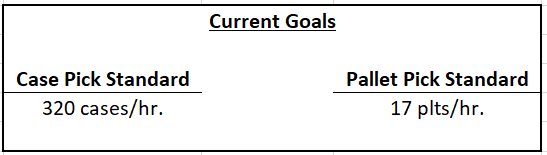 Current Goals
Case Pick Standard Pallet Pick Standard
320 cases/hr. 17 plts/hr.